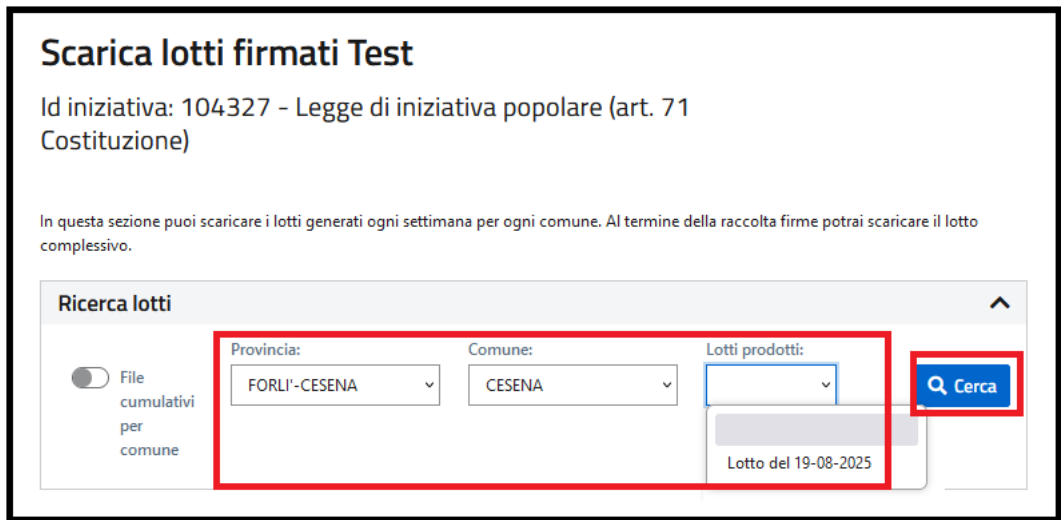 Scarica lotti firmati Test
Id iniziativa: 104327 - Legge di iniziativa popolare (art. 71
Costituzione)
In questa sezione puoi scaricare i lotti generati ogni settimana per ogni comune. Al termine della raccolta firme potrai scaricare il lotto
complessivo.
Ricerca lotti
File
cumulativi
per
comune
Provincia:
FORLI'-CESENA
Comune:
CESENA
Lotti prodotti:
Lotto del 19-08-2025
Cerca